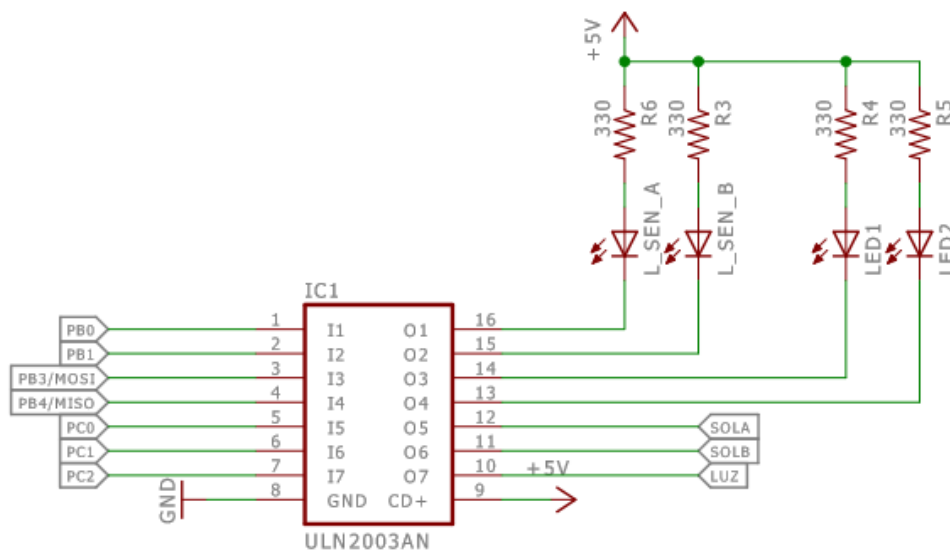 +5V
330 R6
330 R3
330 R4
330 R5
L_SEN_A
L_SEN_B
LED1
LED2
IC1
PB0 1 I1 O1 16
PB1 2 I2 O2 15
PB3/MOSI 3 I3 O3 14
PB4/MISO 4 I4 O4 13
PC0 5 I5 O5 12 SOLA
PC1 6 I6 O6 11 SOLB
PC2 7 I7 O7 10 LUZ
GND 8 GND CD+ 9 +5V
ULN2003AN